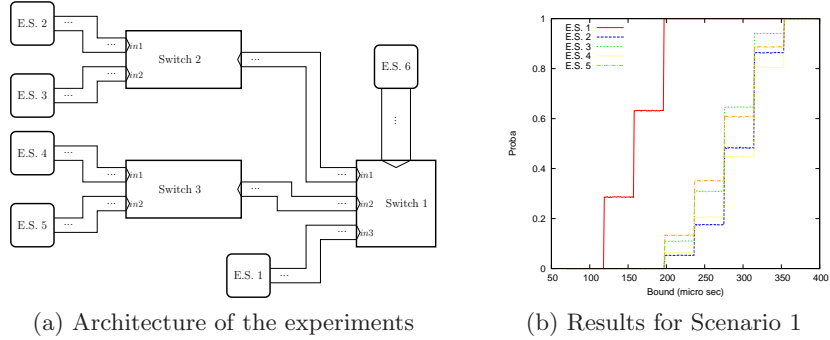 E.S. 2
...
...
in1
Switch 2
...
E.S. 3
...
...
in2
E.S. 6
...
E.S. 4
...
...
in1
Switch 3
...
...
in1
E.S. 5
...
...
in2
...
in2
Switch 1
E.S. 1
...
...
in3
(a) Architecture of the experiments
E.S. 1
E.S. 2
E.S. 3
E.S. 4
E.S. 5
1
0.8
0.6
0.4
0.2
0
Proba
50 100 150 200 250 300 350 400
Bound (micro sec)
(b) Results for Scenario 1